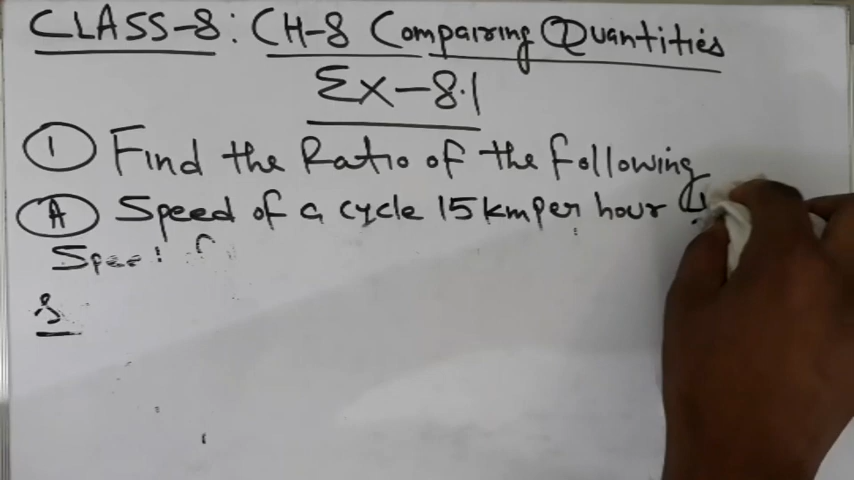 CLASS-8: CH-8 Comparing Quantities
Ex-8.1
① Find the Ratio of the following
Ⓐ Speed of a cycle 15 km per hour